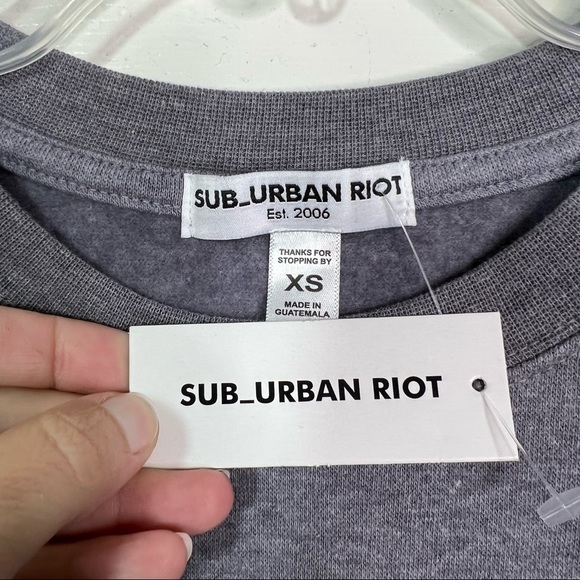 SUB_URBAN RIOT
Est. 2006
THANKS FOR
STOPPING BY
XS
MADE IN
GUATEMALA
SUB_URBAN RIOT